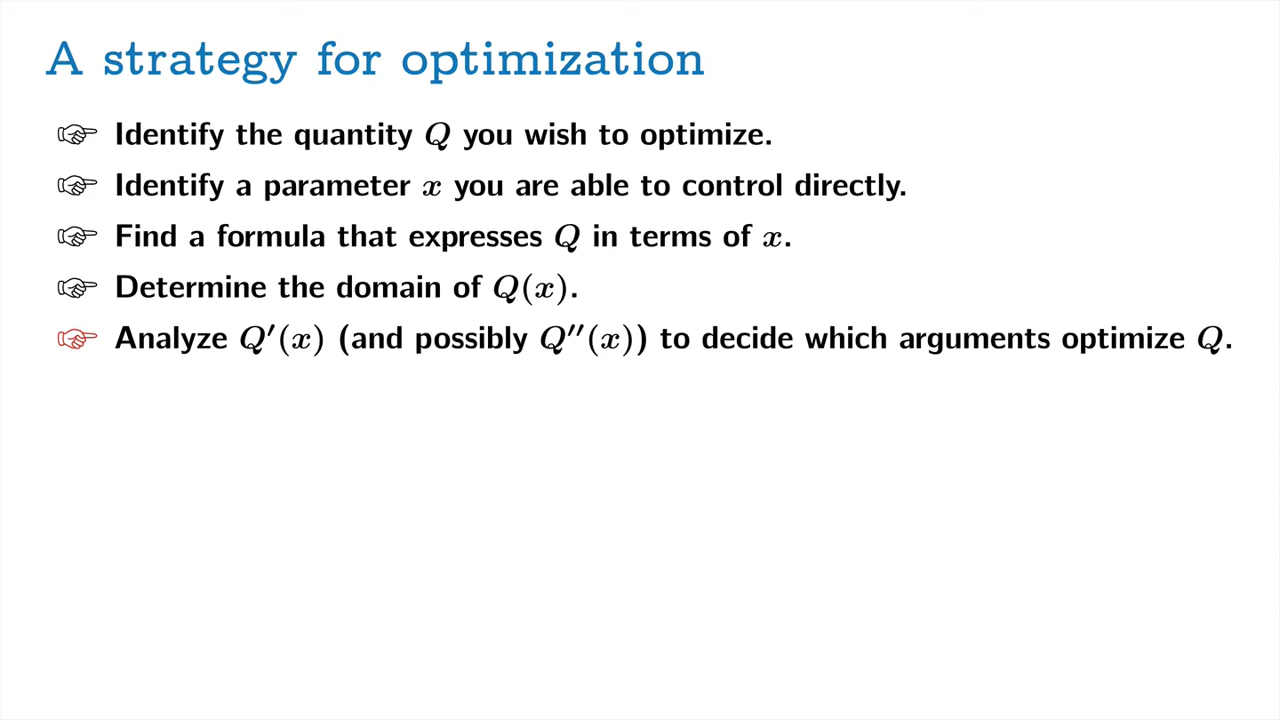 A strategy for optimization
☞ Identify the quantity Q you wish to optimize.
☞ Identify a parameter x you are able to control directly.
☞ Find a formula that expresses Q in terms of x.
☞ Determine the domain of Q(x).
☞ Analyze Q′(x) (and possibly Q′′(x)) to decide which arguments optimize Q.